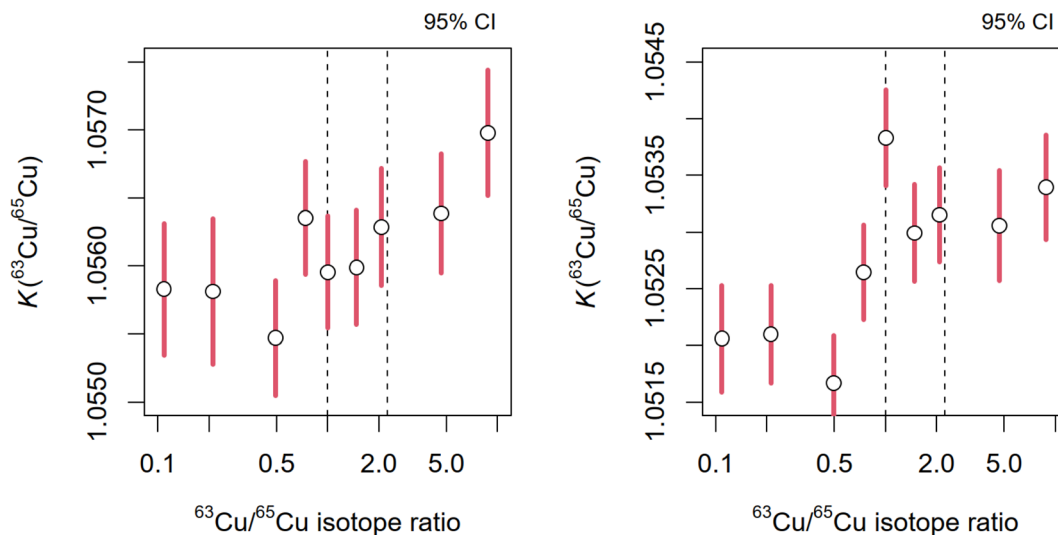 95% CI
K(⁶³Cu/⁶⁵Cu)
1.0550 1.0560 1.0570
0.1 0.5 2.0 5.0
⁶³Cu/⁶⁵Cu isotope ratio
95% CI
K(⁶³Cu/⁶⁵Cu)
1.0515 1.0525 1.0535 1.0545
0.1 0.5 2.0 5.0
⁶³Cu/⁶⁵Cu isotope ratio